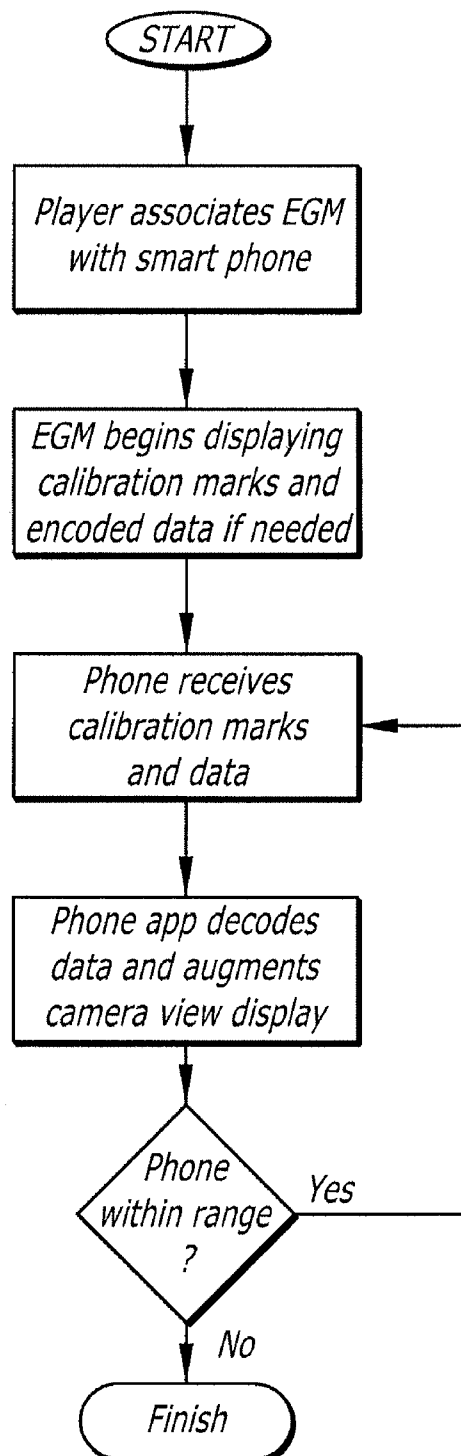 START
Player associates EGM
with smart phone
EGM begins displaying
calibration marks and
encoded data if needed
Phone receives
calibration marks
and data
Phone app decodes
data and augments
camera view display
Phone
within range
?
Yes
No
Finish